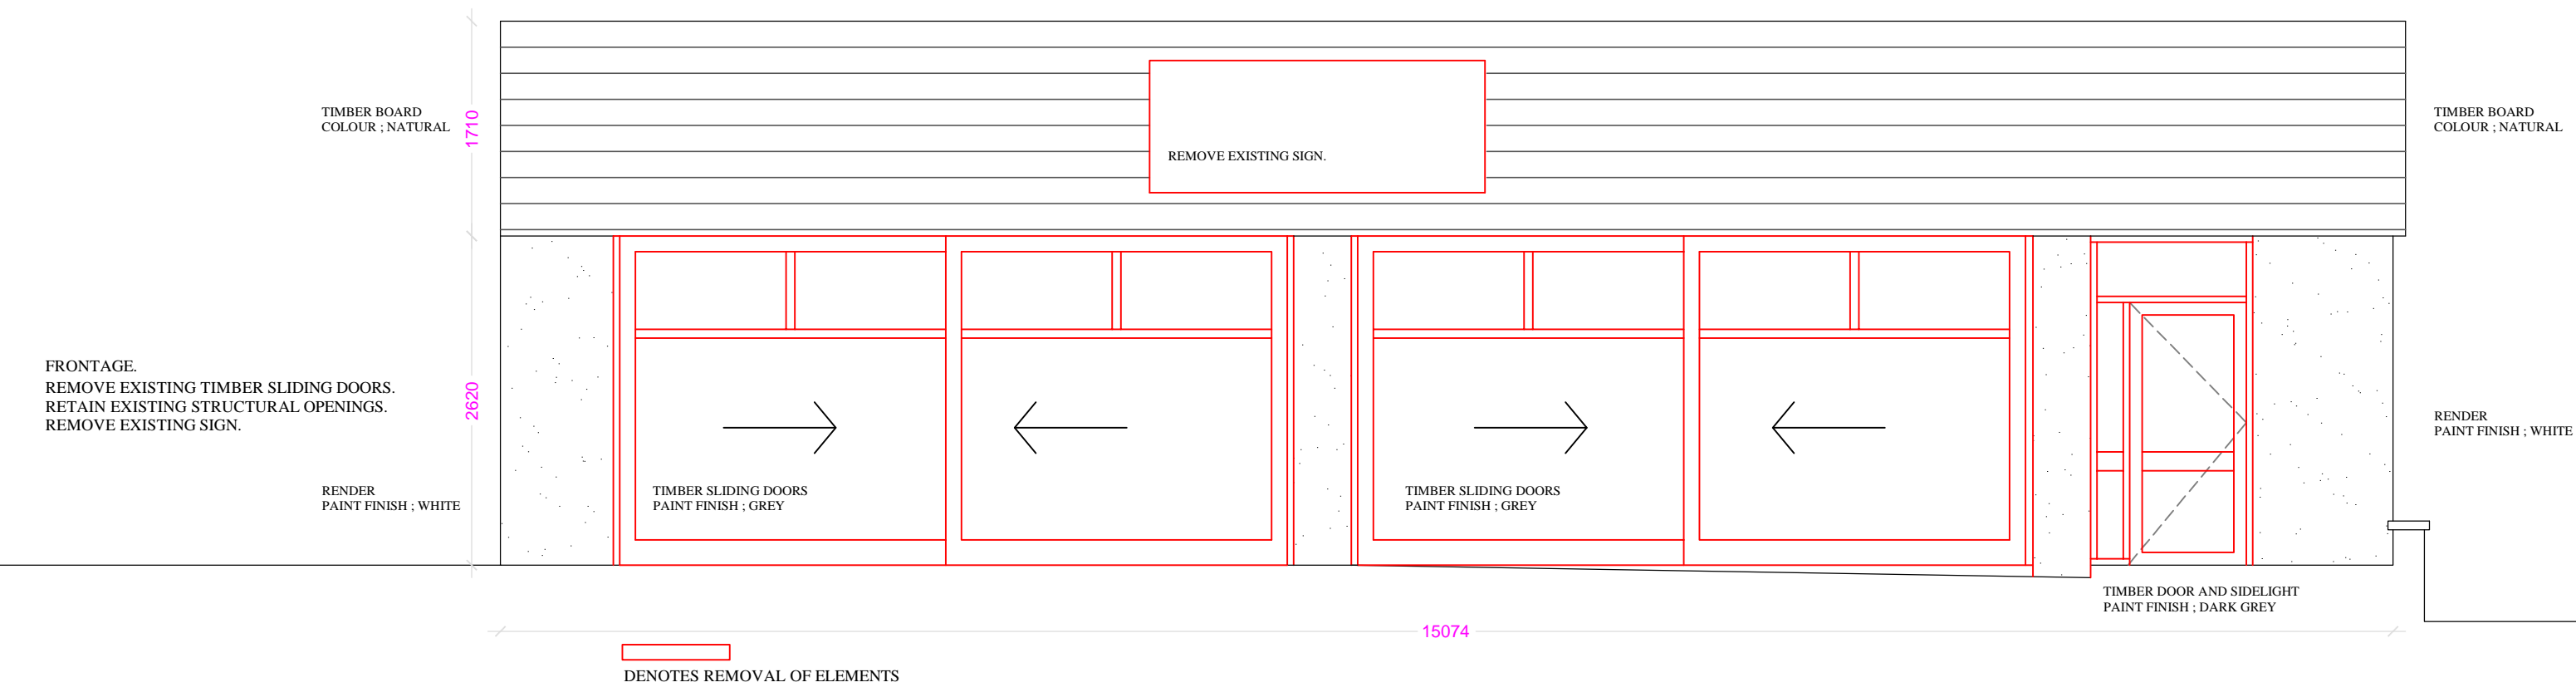 TIMBER BOARD
COLOUR ; NATURAL
1710
REMOVE EXISTING SIGN.
TIMBER BOARD
COLOUR ; NATURAL
FRONTAGE.
REMOVE EXISTING TIMBER SLIDING DOORS.
RETAIN EXISTING STRUCTURAL OPENINGS.
REMOVE EXISTING SIGN.
2620
RENDER
PAINT FINISH ; WHITE
TIMBER SLIDING DOORS
PAINT FINISH ; GREY
TIMBER SLIDING DOORS
PAINT FINISH ; GREY
RENDER
PAINT FINISH ; WHITE
TIMBER DOOR AND SIDELIGHT
PAINT FINISH ; DARK GREY
15074
DENOTES REMOVAL OF ELEMENTS